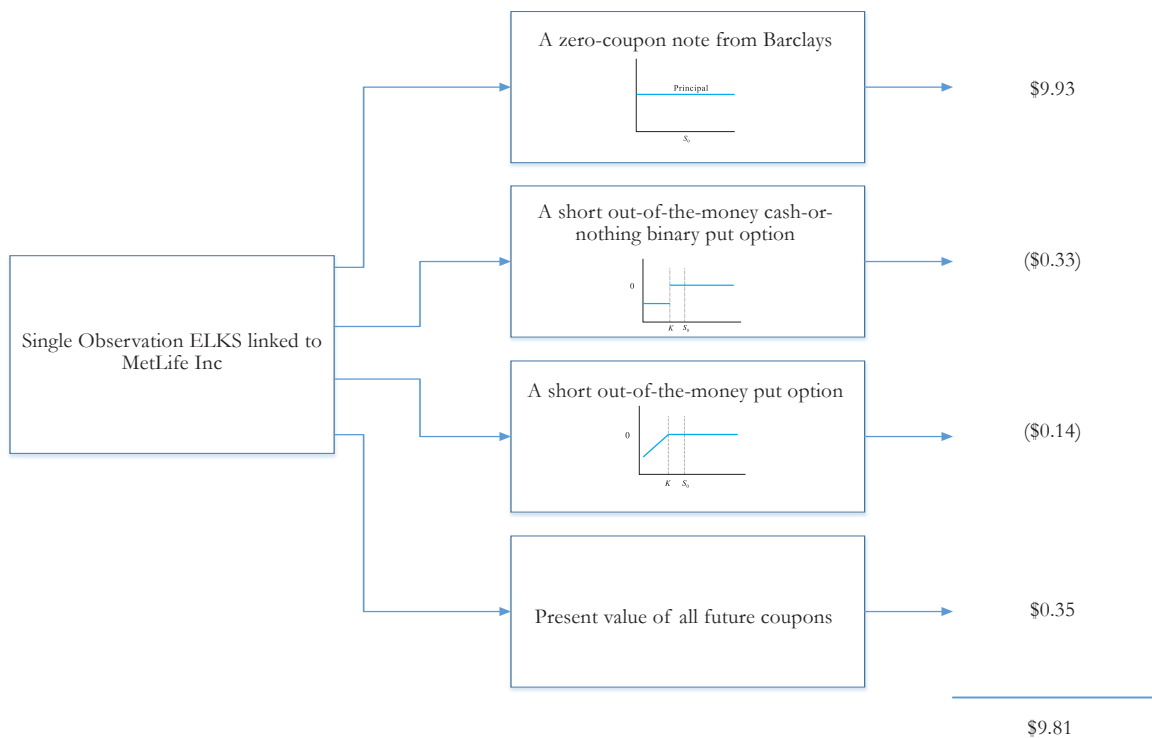 A zero-coupon note from Barclays
Principal
S₀
$9.93
A short out-of-the-money cash-or-
nothing binary put option
0
K
S₀
($0.33)
Single Observation ELKS linked to
MetLife Inc
A short out-of-the-money put option
0
K
S₀
($0.14)
Present value of all future coupons
$0.35
$9.81